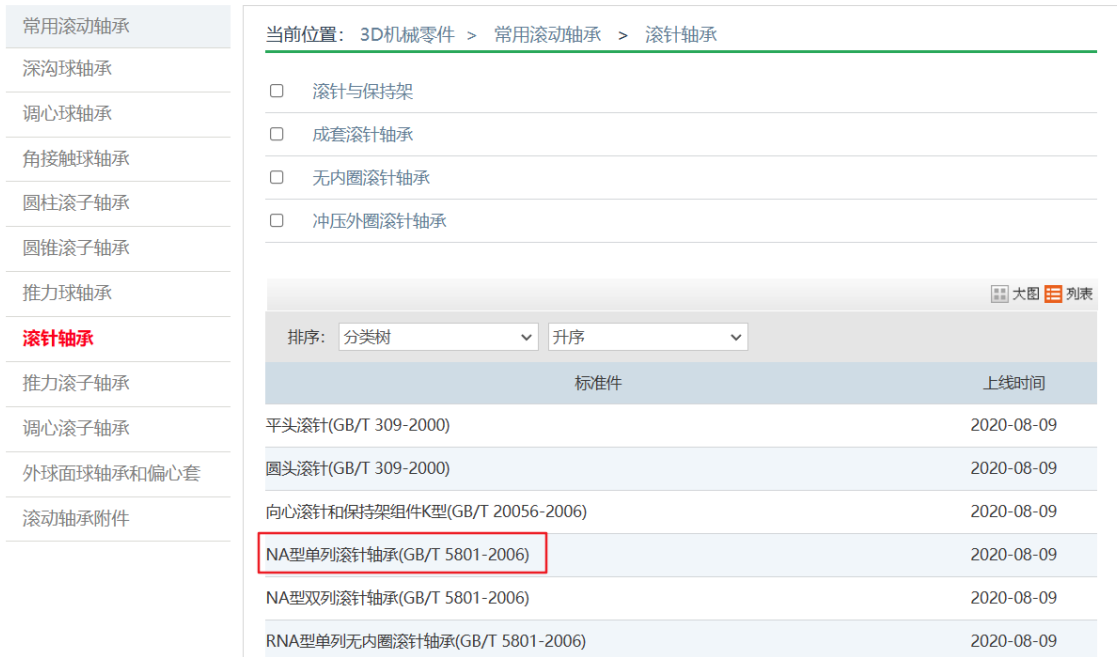 常用滚动轴承
深沟球轴承
调心球轴承
角接触球轴承
圆柱滚子轴承
圆锥滚子轴承
推力球轴承
滚针轴承
推力滚子轴承
调心滚子轴承
外球面球轴承和偏心套
滚动轴承附件
当前位置： 3D机械零件 > 常用滚动轴承 > 滚针轴承
滚针与保持架
成套滚针轴承
无内圈滚针轴承
冲压外圈滚针轴承
大图 列表
排序： 分类树 升序
标准件 上线时间
平头滚针(GB/T 309-2000) 2020-08-09
圆头滚针(GB/T 309-2000) 2020-08-09
向心滚针和保持架组件K型(GB/T 20056-2006) 2020-08-09
NA型单列滚针轴承(GB/T 5801-2006) 2020-08-09
NA型双列滚针轴承(GB/T 5801-2006) 2020-08-09
RNA型单列无内圈滚针轴承(GB/T 5801-2006) 2020-08-09